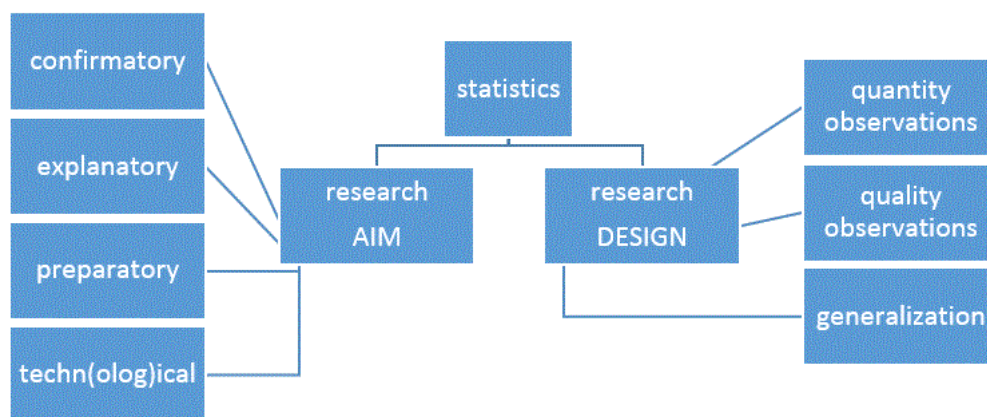 confirmatory
explanatory
preparatory
techn(olog)ical
statistics
research
AIM
research
DESIGN
quantity
observations
quality
observations
generalization